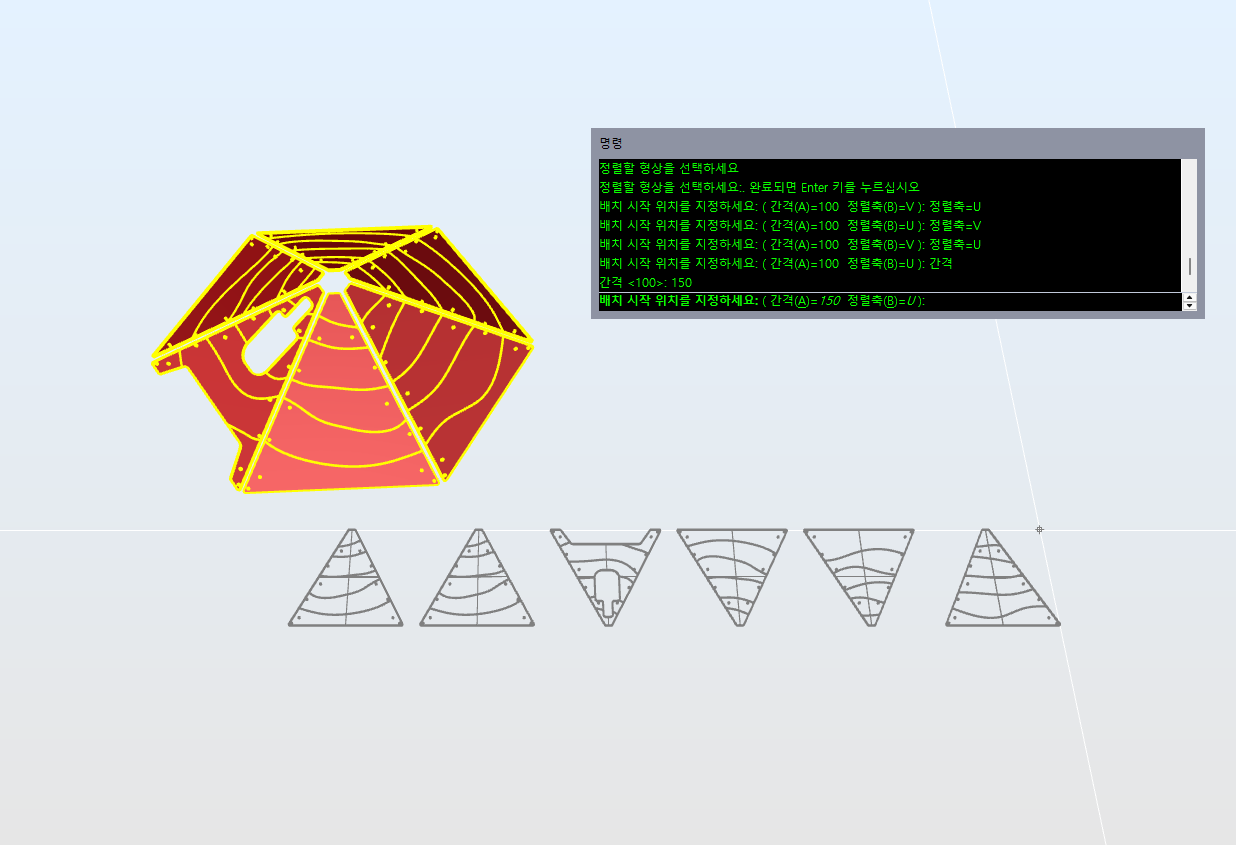 명령
정렬할 형상을 선택하세요
정렬할 형상을 선택하세요:. 완료되면 Enter 키를 누르십시오
배치 시작 위치를 지정하세요: ( 간격(A)=100  정렬축(B)=V ): 정렬축=U
배치 시작 위치를 지정하세요: ( 간격(A)=100  정렬축(B)=U ): 정렬축=V
배치 시작 위치를 지정하세요: ( 간격(A)=100  정렬축(B)=V ): 정렬축=U
배치 시작 위치를 지정하세요: ( 간격(A)=100  정렬축(B)=U ): 간격
간격 <100>: 150
배치 시작 위치를 지정하세요: ( 간격(A)=150  정렬축(B)=U ):